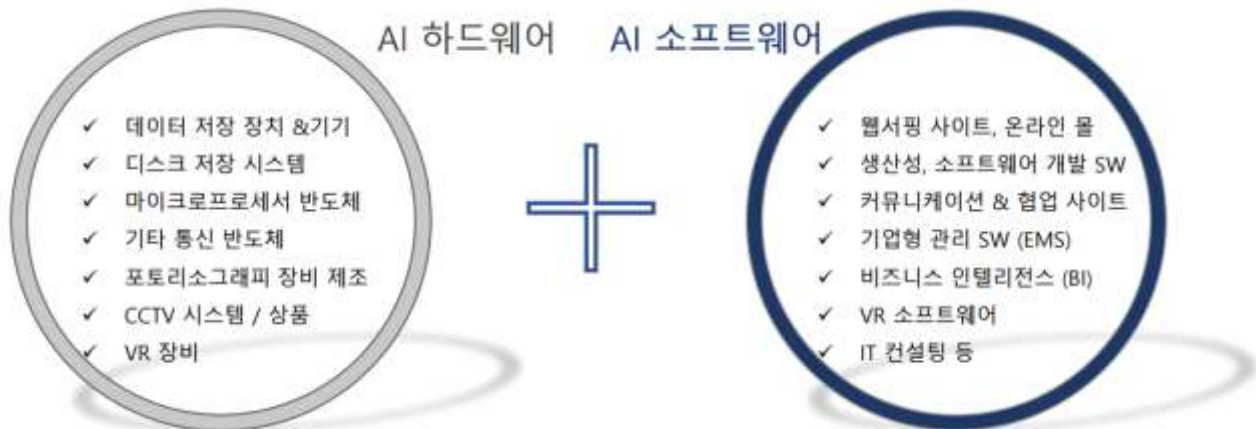 AI 하드웨어
데이터 저장 장치 &기기
디스크 저장 시스템
마이크로프로세서 반도체
기타 통신 반도체
포토리소그래피 장비 제조
CCTV 시스템 / 상품
VR 장비
AI 소프트웨어
웹서핑 사이트, 온라인 몰
생산성, 소프트웨어 개발 SW
커뮤니케이션 & 협업 사이트
기업형 관리 SW (EMS)
비즈니스 인텔리전스 (BI)
VR 소프트웨어
IT 컨설팅 등